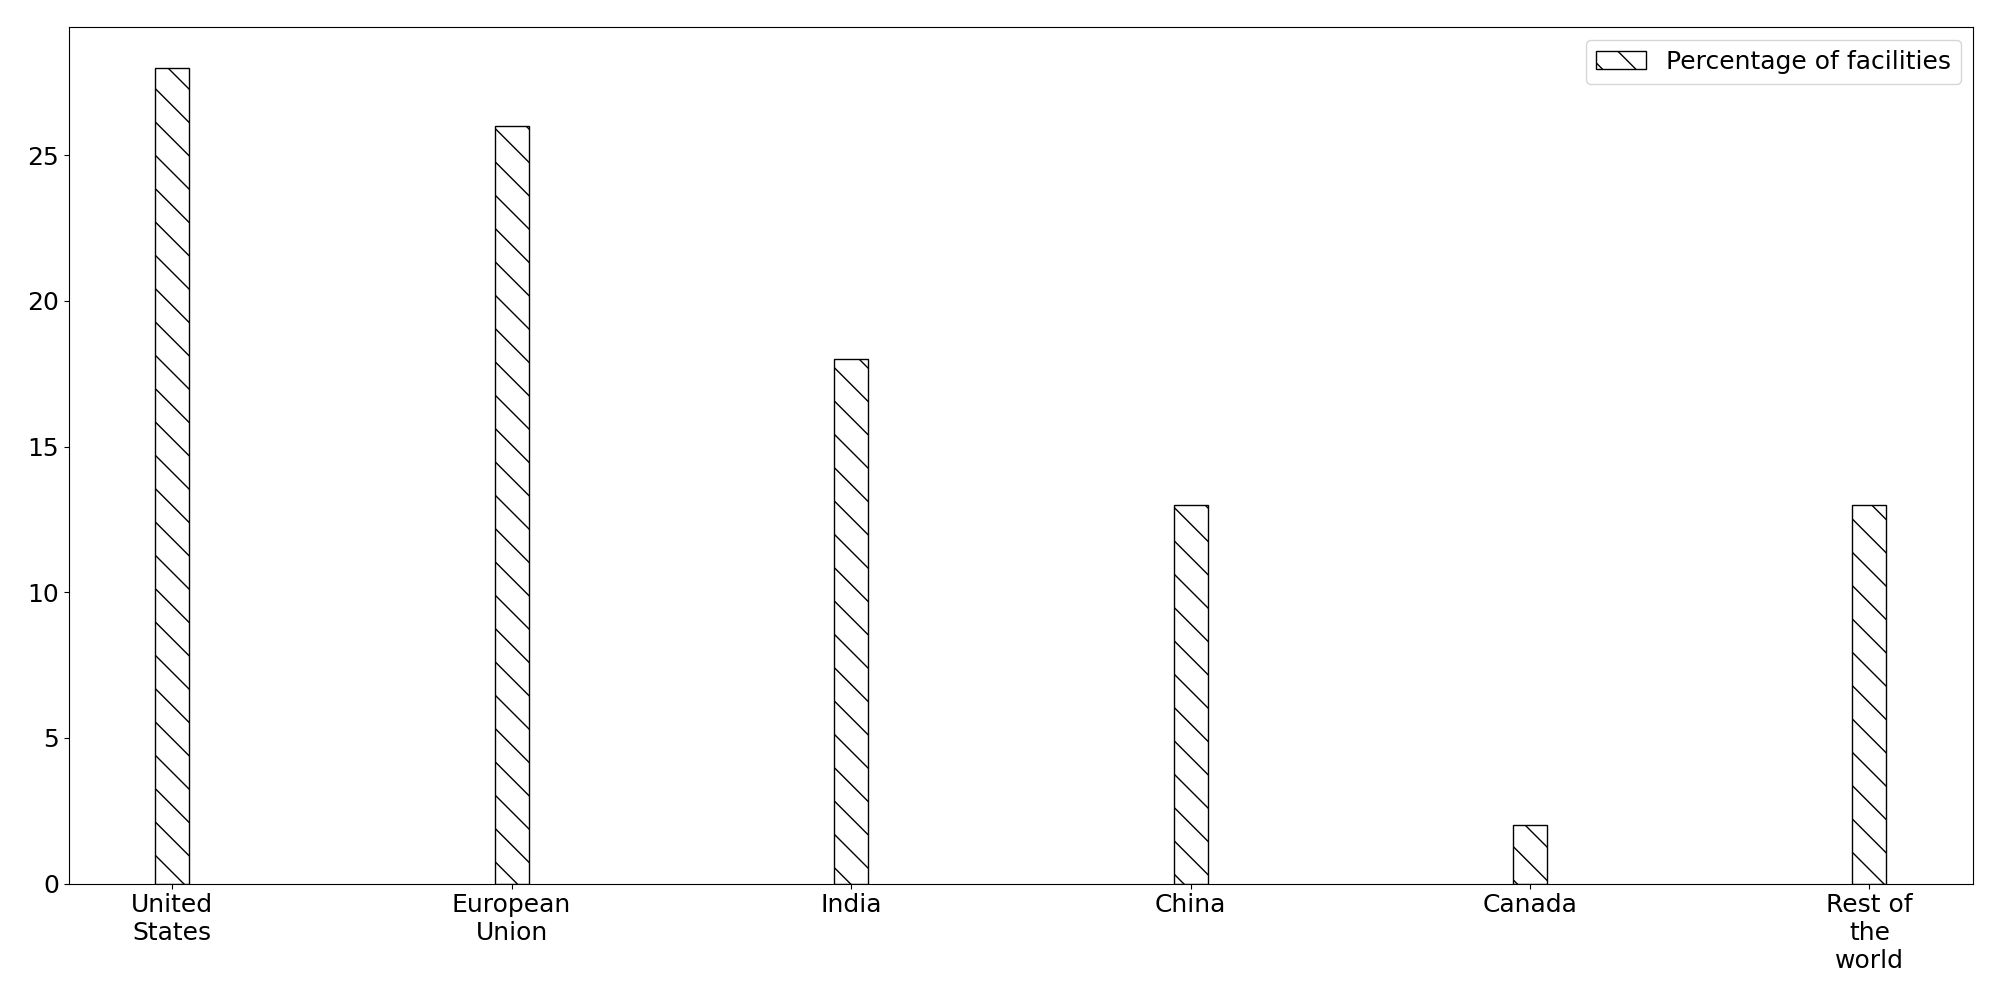 Percentage of facilities
25
20
15
10
5
0
United
States
European
Union
India
China
Canada
Rest of
the
world